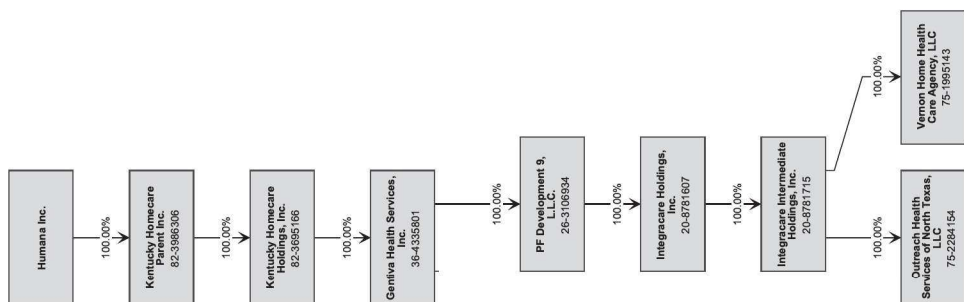 Humana Inc.
100.00%
Kentucky Homecare
Parent Inc.
82-3986306
100.00%
Kentucky Homecare
Holdings, Inc.
82-3695166
100.00%
Gentiva Health Services,
Inc.
36-4335801
100.00%
PF Development 9,
L.L.C.
26-3106934
100.00%
Integracare Holdings,
Inc.
20-8781607
100.00%
Integracare Intermediate
Holdings, Inc.
20-8781715
100.00%
Outreach Health
Services of North Texas,
LLC
75-2284154
100.00%
Vernon Home Health
Care Agency, LLC
75-1995143